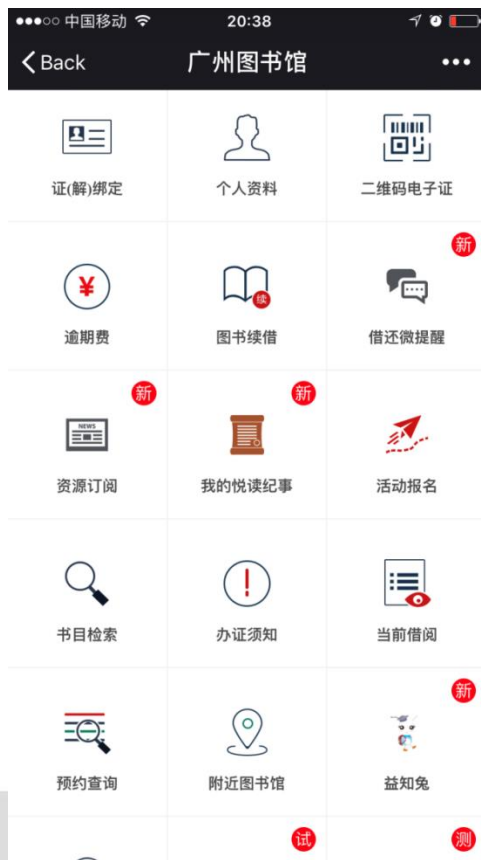 中国移动 20:38
Back 广州图书馆
证(解)绑定 个人资料 二维码电子证
新
¥ 续
逾期费 图书续借 借还微提醒
新 新
NEWS
资源订阅 我的悦读纪事 活动报名
书目检索 办证须知 当前借阅
新
预约查询 附近图书馆 益知兔
试 测